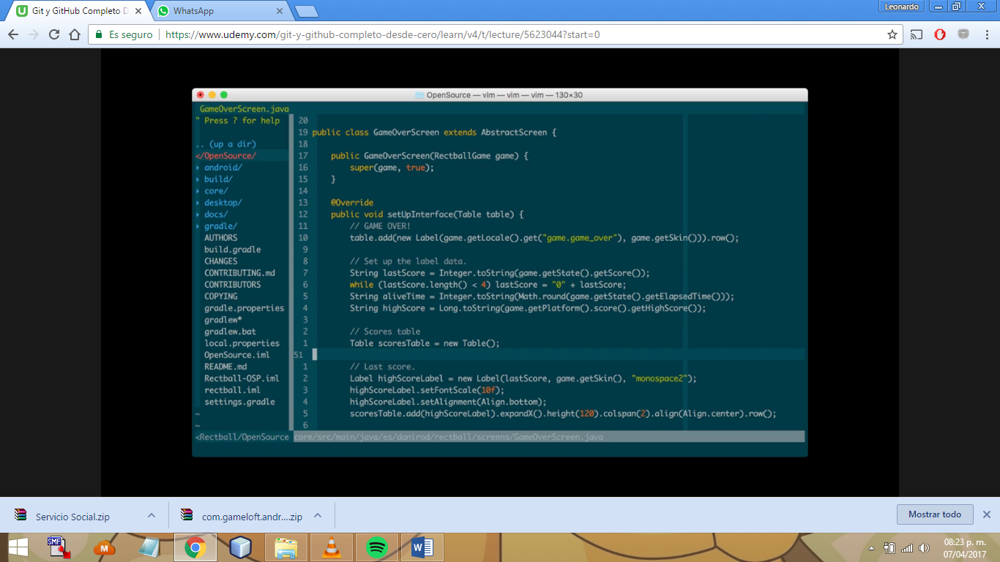 Git y GitHub Completo D
WhatsApp
Leonardo
Es seguro
https://www.udemy.com/git-y-github-completo-desde-cero/learn/v4/t/lecture/5623044?start=0
OpenSource — vim — vim — vim — 130×30
GameOverScreen.java
" Press ? for help
.. (up a dir)
</OpenSource/
▸ android/
▸ build/
▸ core/
▸ desktop/
▸ docs/
▸ gradle/
AUTHORS
build.gradle
CHANGES
CONTRIBUTING.md
CONTRIBUTORS
COPYING
gradle.properties
gradlew*
gradlew.bat
local.properties
OpenSource.iml
README.md
Rectball-OSP.iml
rectball.iml
settings.gradle
~
~
20
19 public class GameOverScreen extends AbstractScreen {
18
17     public GameOverScreen(RectballGame game) {
16         super(game, true);
15     }
14
13     @Override
12     public void setUpInterface(Table table) {
11         // GAME OVER!
10         table.add(new Label(game.getLocale().get("game.game_over"), game.getSkin())).row();
9
8         // Set up the label data.
7         String lastScore = Integer.toString(game.getState().getScore());
6         while (lastScore.length() < 4) lastScore = "0" + lastScore;
5         String aliveTime = Integer.toString(Math.round(game.getState().getElapsedTime()));
4         String highScore = Long.toString(game.getPlatform().score().getHighScore());
3
2         // Scores table
1         Table scoresTable = new Table();
51
1         // Last score.
2         Label highScoreLabel = new Label(lastScore, game.getSkin(), "monospace2");
3         highScoreLabel.setFontScale(10f);
4         highScoreLabel.setAlignment(Align.bottom);
5         scoresTable.add(highScoreLabel).expandX().height(120).colspan(2).align(Align.center).row();
6
<Rectball/OpenSource core/src/main/java/es/danirod/rectball/screens/GameOverScreen.java
Servicio Social.zip
com.gameloft.andr....zip
Mostrar todo
SMF
M
W
08:23 p. m.
07/04/2017